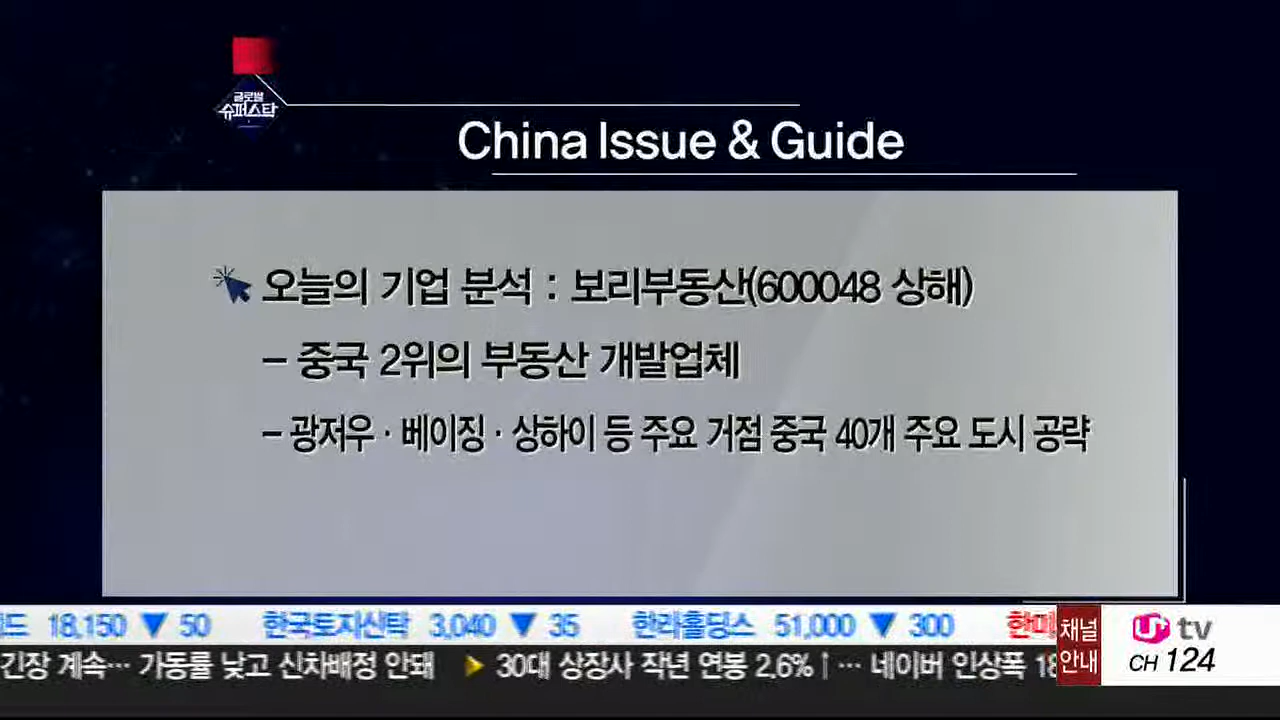 글로벌
슈퍼스탁
China Issue & Guide
오늘의 기업 분석 : 보리부동산(600048 상해)
- 중국 2위의 부동산 개발업체
- 광저우 · 베이징 · 상하이 등 주요 거점 중국 40개 주요 도시 공략
드 18,150 ▼ 50 한국토지신탁 3,040 ▼ 35 한라홀딩스 51,000 ▼ 300 한미
긴장 계속… 가동률 낮고 신차배정 안돼 ▶ 30대 상장사 작년 연봉 2.6%↑… 네이버 인상폭 18
채널
안내
U+ tv
CH 124